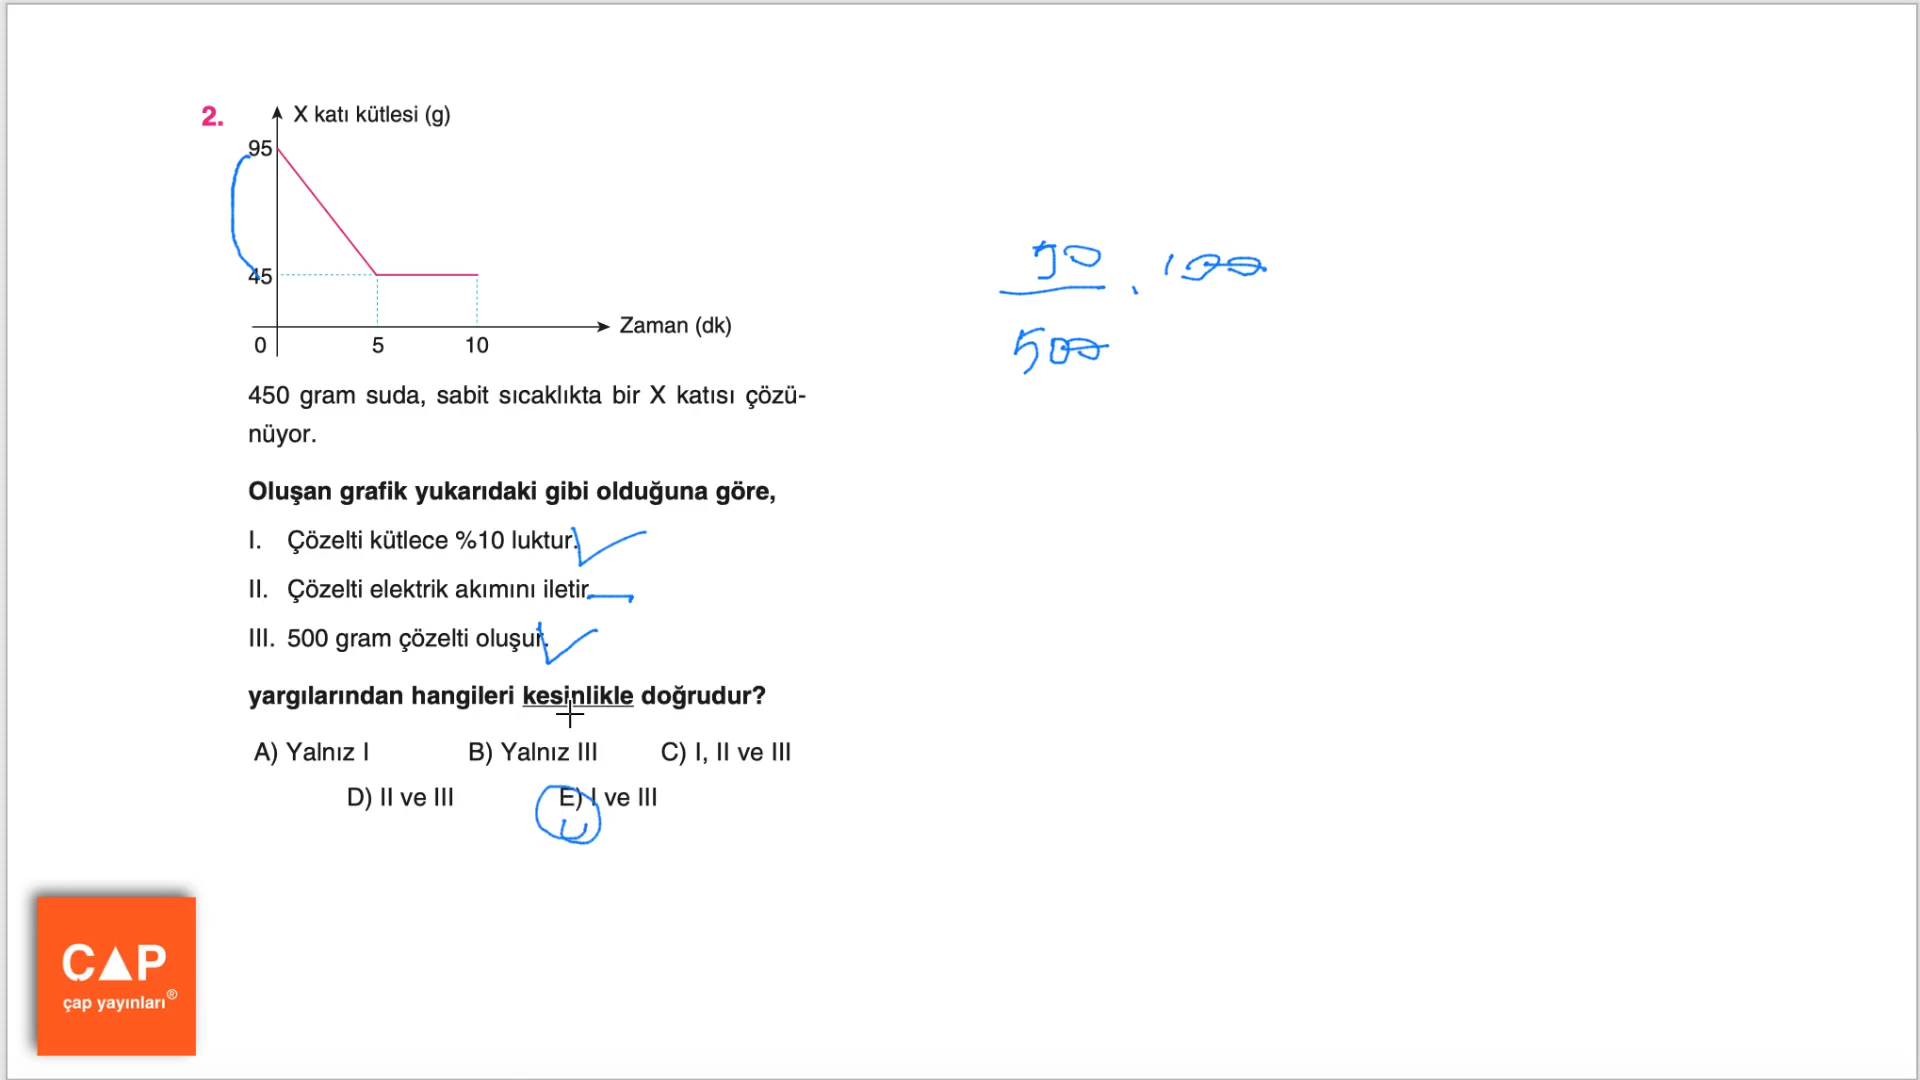 2.
X katı kütlesi (g)
95
45
0 5 10
Zaman (dk)
450 gram suda, sabit sıcaklıkta bir X katısı çözü-
nüyor.
Oluşan grafik yukarıdaki gibi olduğuna göre,
I. Çözelti kütlece %10 luktur.
II. Çözelti elektrik akımını iletir.
III. 500 gram çözelti oluşur.
yargılarından hangileri kesinlikle doğrudur?
A) Yalnız I B) Yalnız III C) I, II ve III
D) II ve III E) I ve III
50 . 100
500
CAP
çap yayınları®